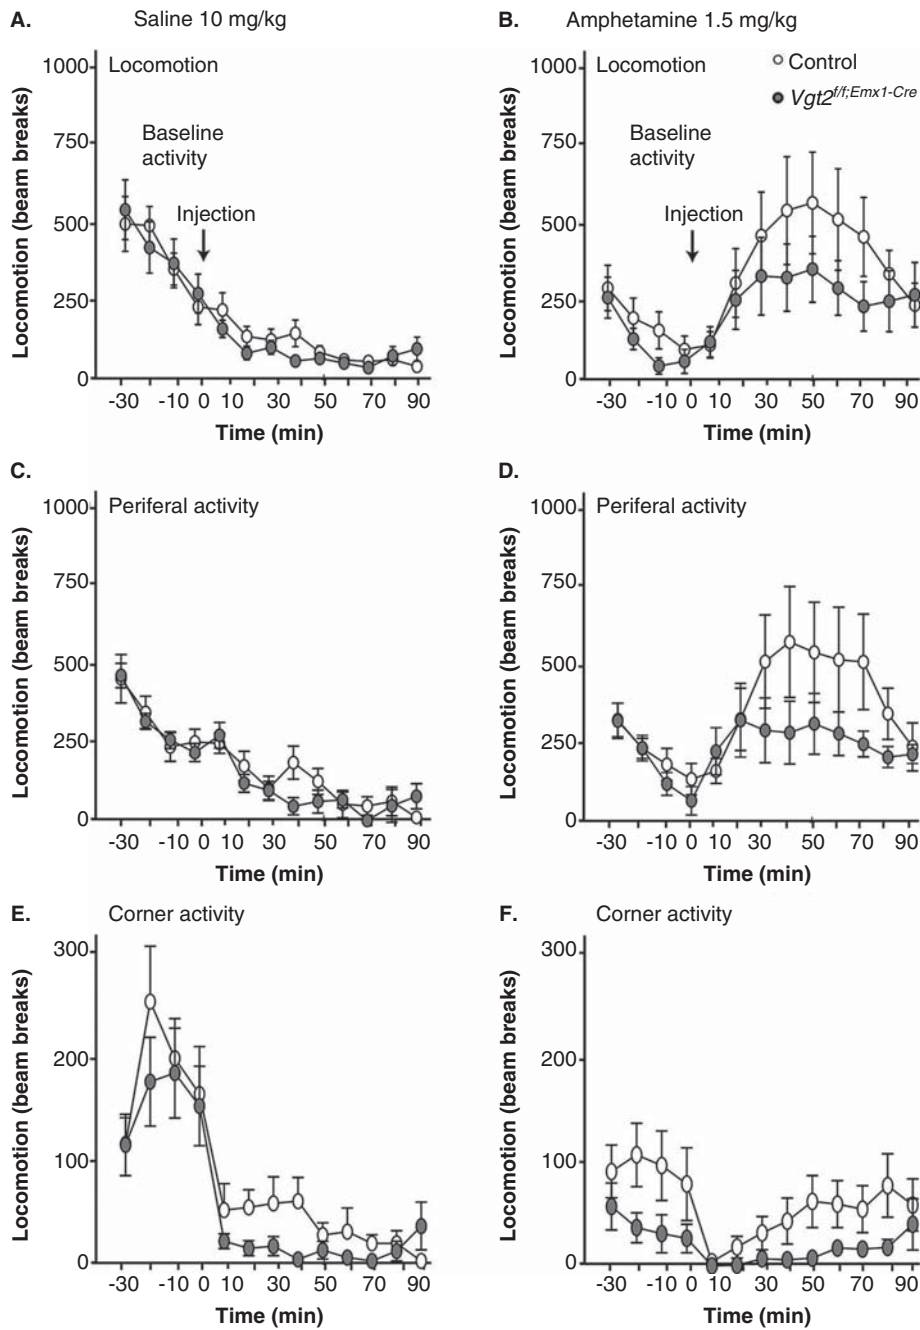 A. Saline 10 mg/kg
B. Amphetamine 1.5 mg/kg
Locomotion (beam breaks)
1000
750
500
250
0
Locomotion
Baseline
activity
Injection
-30 -10 0 10 30 50 70 90
Time (min)
Locomotion (beam breaks)
1000
750
500
250
0
Locomotion
Control
Vgt2f/f;Emx1-Cre
Baseline
activity
Injection
-30 -10 0 10 30 50 70 90
Time (min)
C.
Locomotion (beam breaks)
1000
750
500
250
0
Periferal activity
-30 -10 0 10 30 50 70 90
Time (min)
D.
Locomotion (beam breaks)
1000
750
500
250
0
Periferal activity
-30 -10 0 10 30 50 70 90
Time (min)
E. Corner activity
Locomotion (beam breaks)
300
200
100
0
-30 -10 0 10 30 50 70 90
Time (min)
F. Corner activity
Locomotion (beam breaks)
300
200
100
0
-30 -10 0 10 30 50 70 90
Time (min)